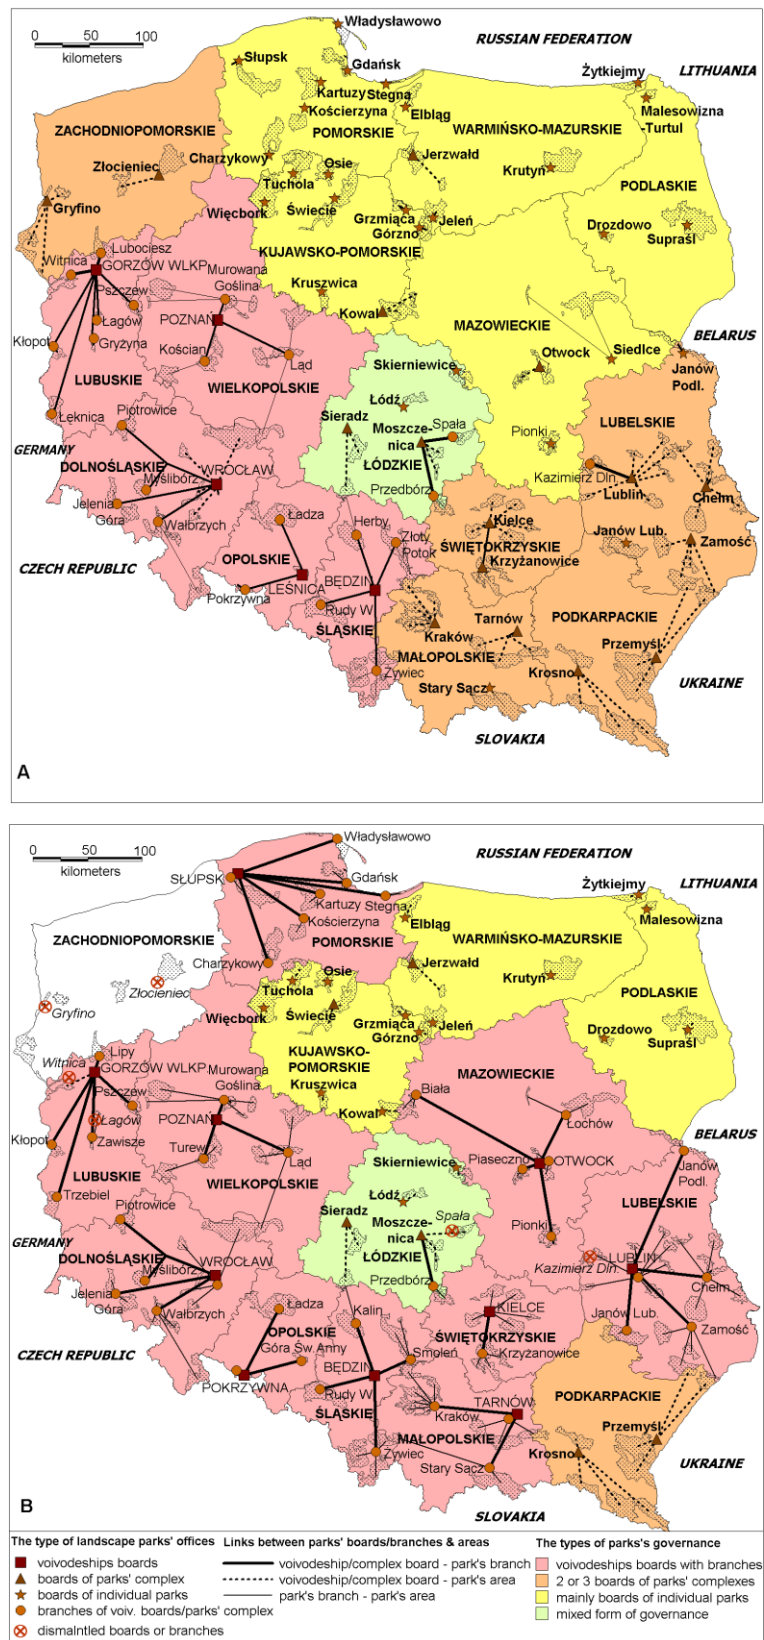 Władysławowo
0 50 100
kilometers
RUSSIAN FEDERATION
Słupsk
Gdańsk
Żytkiejmy
LITHUANIA
Kartuzy
Stegna
Kościerzyna
Elbląg
Malesowizna
-Turtul
ZACHODNIOPOMORSKIE
POMORSKIE
WARMIŃSKO-MAZURSKIE
Charzykowy
Osie
Jerzwałd
Złocieniec
Krutyń
Tuchola
PODLASKIE
Gryfino
Więcbork
Świecie
Grzmiąca
Jeleń
Górzno
Drozdowo
Supraśl
Lubociesz
KUJAWSKO-POMORSKIE
Witnica
GORZÓW WLKP.
Murowana
Goślina
Kruszwica
Pszczew
Kowal
MAZOWIECKIE
Łagów
POZNAŃ
BELARUS
Kłopot
Gryzyna
Kościan
Ląd
Skierniewice
Otwock
Siedlce
Janów
Podl.
LUBUSKIE
WIELKOPOLSKIE
Łódź
Łęknica
Piotrowice
Sieradz
Moszcze-
nica
Spała
LUBELSKIE
GERMANY
DOLNOŚLĄSKIE
ŁÓDZKIE
Pionki
WROCŁAW
Kazimierz Dln.
Myślibórz
Przedbórz
Lublin
Chełm
Jelenia
Góra
Wałbrzych
Ładza
Herby
Złoty
Potok
Kielce
Janów Lub.
Zamość
CZECH REPUBLIC
OPOLSKIE
ŚWIĘTOKRZYSKIE
Krzyżanowice
Pokrzywna
LEŚNICA
BĘDZIN
Rudy W.
PODKARPACKIE
ŚLĄSKIE
Kraków
Tarnów
Przemyśl
MAŁOPOLSKIE
Żywiec
Stary Sącz
Krosno
UKRAINE
SLOVAKIA
A
Władysławowo
0 50 100
kilometers
RUSSIAN FEDERATION
SŁUPSK
Gdańsk
Żytkiejmy
LITHUANIA
Kartuzy
Stegna
Kościerzyna
Elbląg
Malesowizna
ZACHODNIOPOMORSKIE
POMORSKIE
WARMIŃSKO-MAZURSKIE
Charzykowy
Osie
Jerzwałd
Złocieniec
Krutyń
Tuchola
PODLASKIE
Gryfino
Więcbork
Świecie
Grzmiąca
Jeleń
Górzno
Drozdowo
Supraśl
Lipy
KUJAWSKO-
POMORSKIE
MAZOWIECKIE
Witnica
GORZÓW WLKP.
Murowana
Goślina
Kruszwica
Biała
Pszczew
Kowal
Łochów
Łagów
POZNAŃ
BELARUS
Kłopot
Zawisze
Turew
Ląd
Skierniewice
Piaseczno
OTWOCK
Janów
Podl.
LUBUSKIE
WIELKOPOLSKIE
Łódź
LUBELSKIE
Trzebiel
Piotrowice
Sieradz
Moszcze-
nica
Spała
Pionki
GERMANY
DOLNOŚLĄSKIE
ŁÓDZKIE
WROCŁAW
LUBLIN
Kazimierz Dln.
Myślibórz
Przedbórz
Chełm
Jelenia
Góra
Wałbrzych
Ładza
Kalin
KIELCE
Janów Lub.
Zamość
CZECH REPUBLIC
OPOLSKIE
Góra Św. Anny
Smoleń
ŚWIĘTOKRZYSKIE
Krzyżanowice
POKRZYWNA
BĘDZIN
Rudy W.
PODKARPACKIE
ŚLĄSKIE
Kraków
TARNÓW
Przemyśl
MAŁOPOLSKIE
Żywiec
Stary Sącz
Krosno
UKRAINE
B
SLOVAKIA
The type of landscape parks' offices
voivodeships boards
boards of parks' complex
boards of individual parks
branches of voiv. boards/parks' complex
dismalntled boards or branches
Links between parks' boards/branches & areas
voivodeship/complex board - park's branch
voivodeship/complex board - park's area
park's branch - park's area
The types of parks's governance
voivodeships boards with branches
2 or 3 boards of parks' complexes
mainly boards of individual parks
mixed form of governance